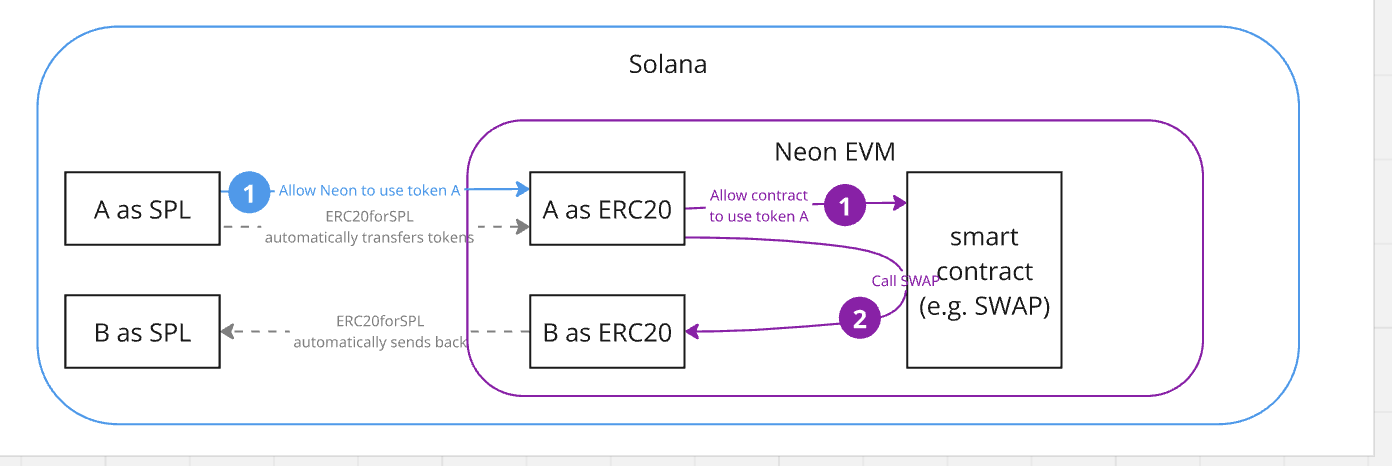 Solana
Neon EVM
A as SPL
1
Allow Neon to use token A
ERC20forSPL
automatically transfers tokens
A as ERC20
Allow contract
to use token A
1
smart
contract
(e.g. SWAP)
Call SWAP
2
B as SPL
ERC20forSPL
automatically sends back
B as ERC20